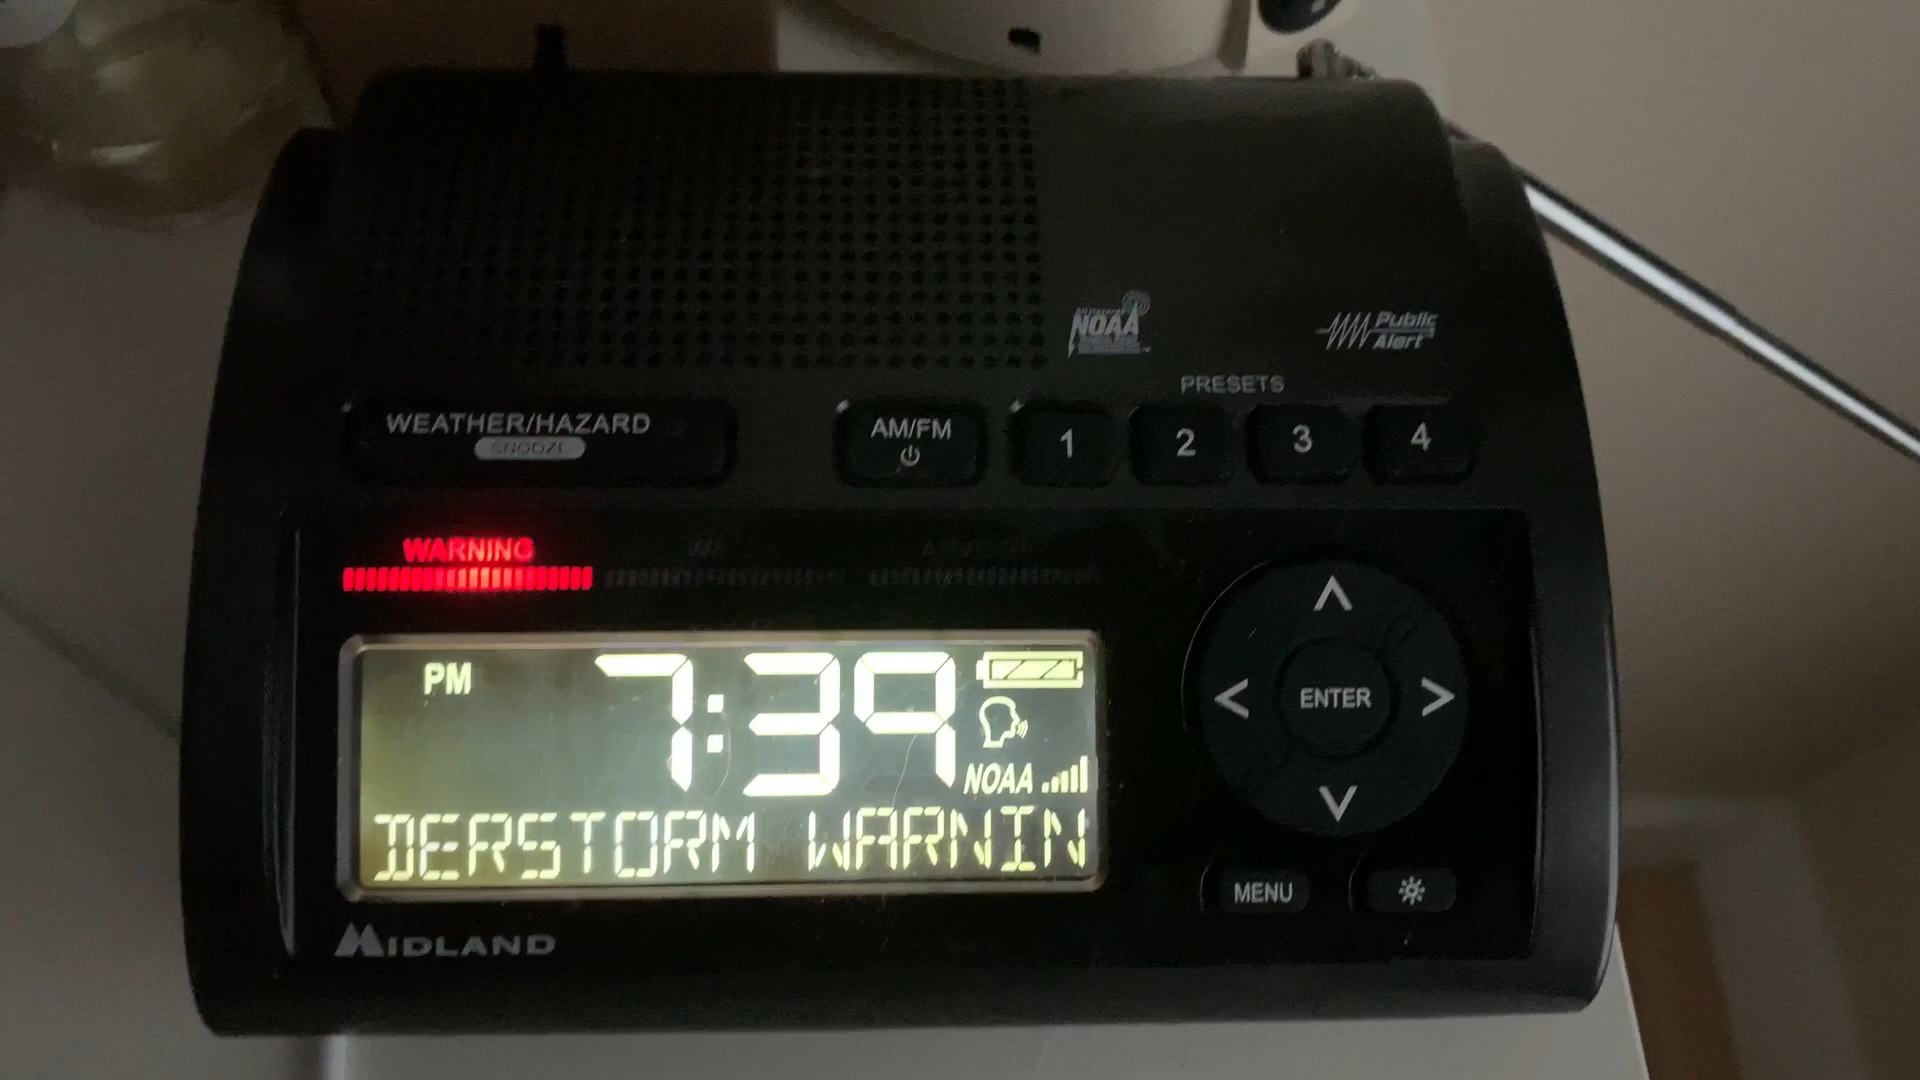 NOAA
Public Alert
PRESETS
WEATHER/HAZARD
SNOOZE
AM/FM
1
2
3
4
WARNING
PM
7:39
NOAA
DERSTORM WARNIN
ENTER
MENU
MIDLAND